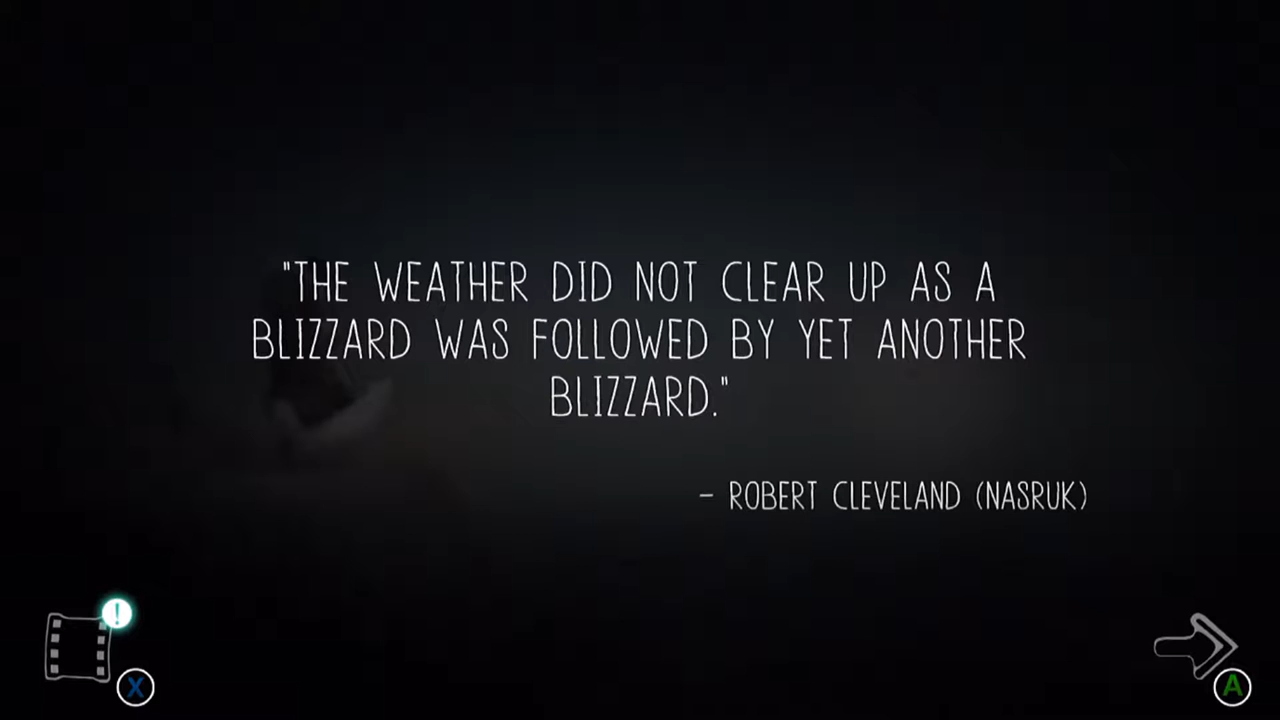 "THE WEATHER DID NOT CLEAR UP AS A
BLIZZARD WAS FOLLOWED BY YET ANOTHER
BLIZZARD."
- ROBERT CLEVELAND (NASRUK)
!
X
A